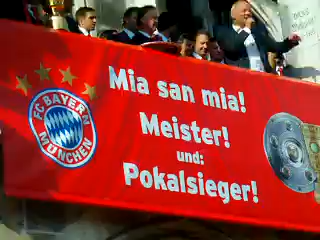 FC BAYERN
MÜNCHEN
Mia san mia!
Meister!
und:
Pokalsieger!